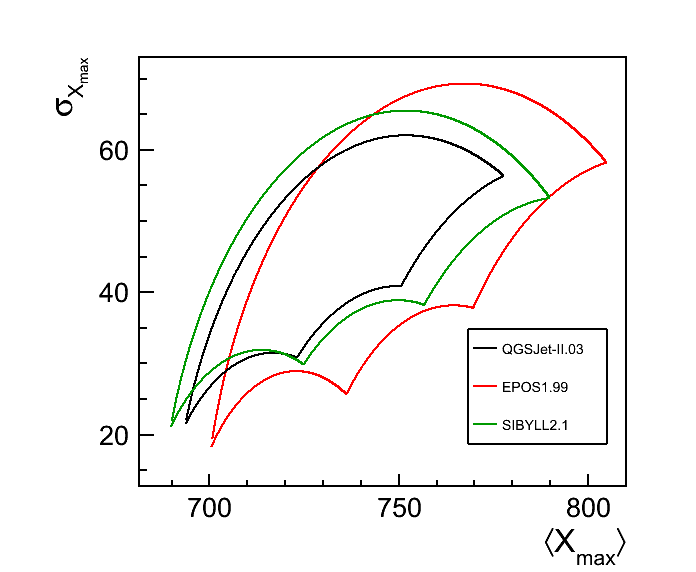 σXmax
60
40
20
QGSJet-II.03
EPOS1.99
SIBYLL2.1
700 750 800
⟨Xmax⟩